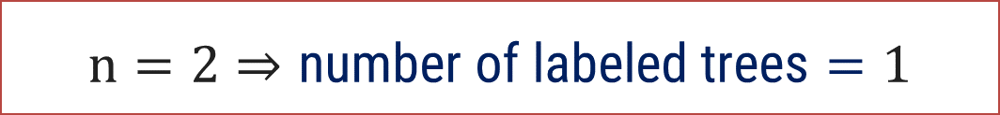 n = 2 ⇒ number of labeled trees = 1